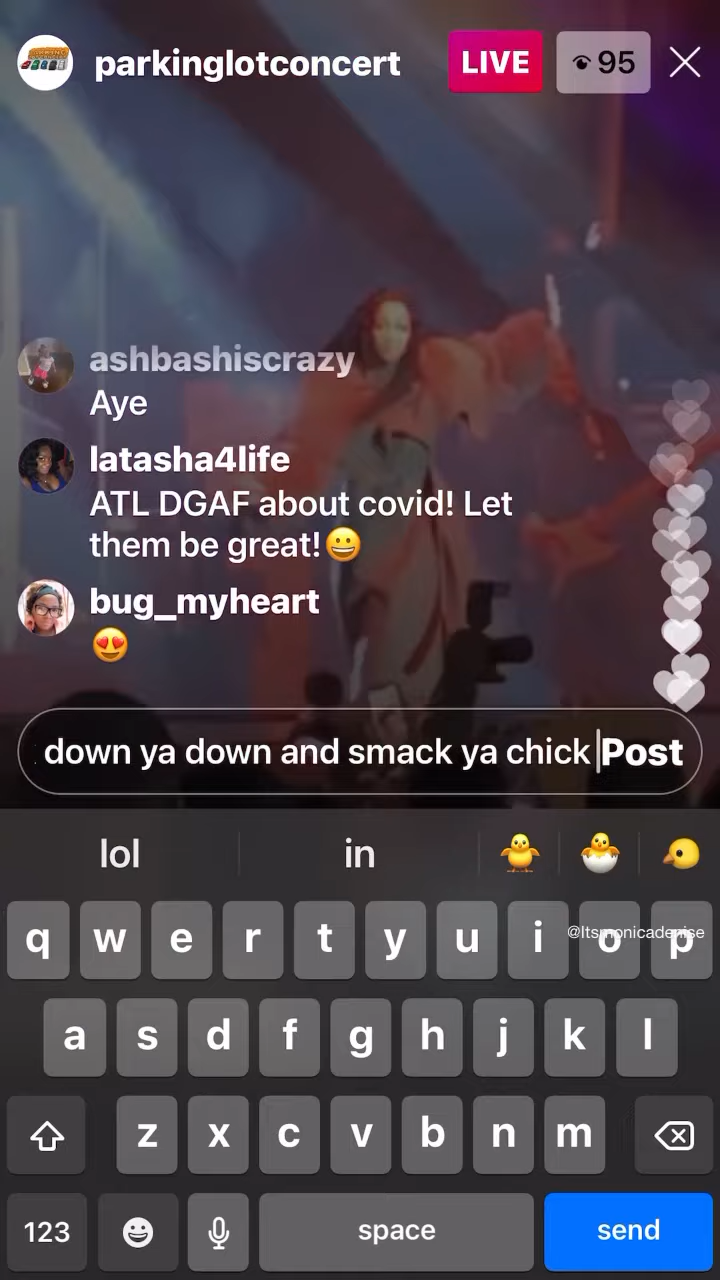 parkinglotconcert LIVE 95
ashbashiscrazy
Aye
latasha4life
ATL DGAF about covid! Let
them be great!😀
bug_myheart
😍
down ya down and smack ya chick Post
lol in 🐥 🐣 🐤
q w e r t y u i o p
@Itsmonicadenise
a s d f g h j k l
z x c v b n m
123 space send